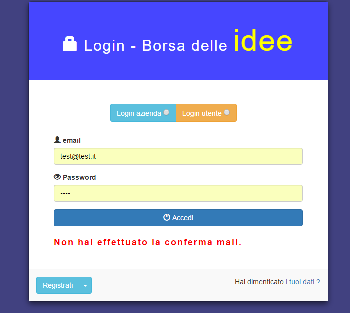 Login - Borsa delle idee
Login azienda Login utente
email
test@test.it
Password
----
Accedi
Non hai effettuato la conferma mail.
Registrati
Hai dimenticato i tuoi dati ?